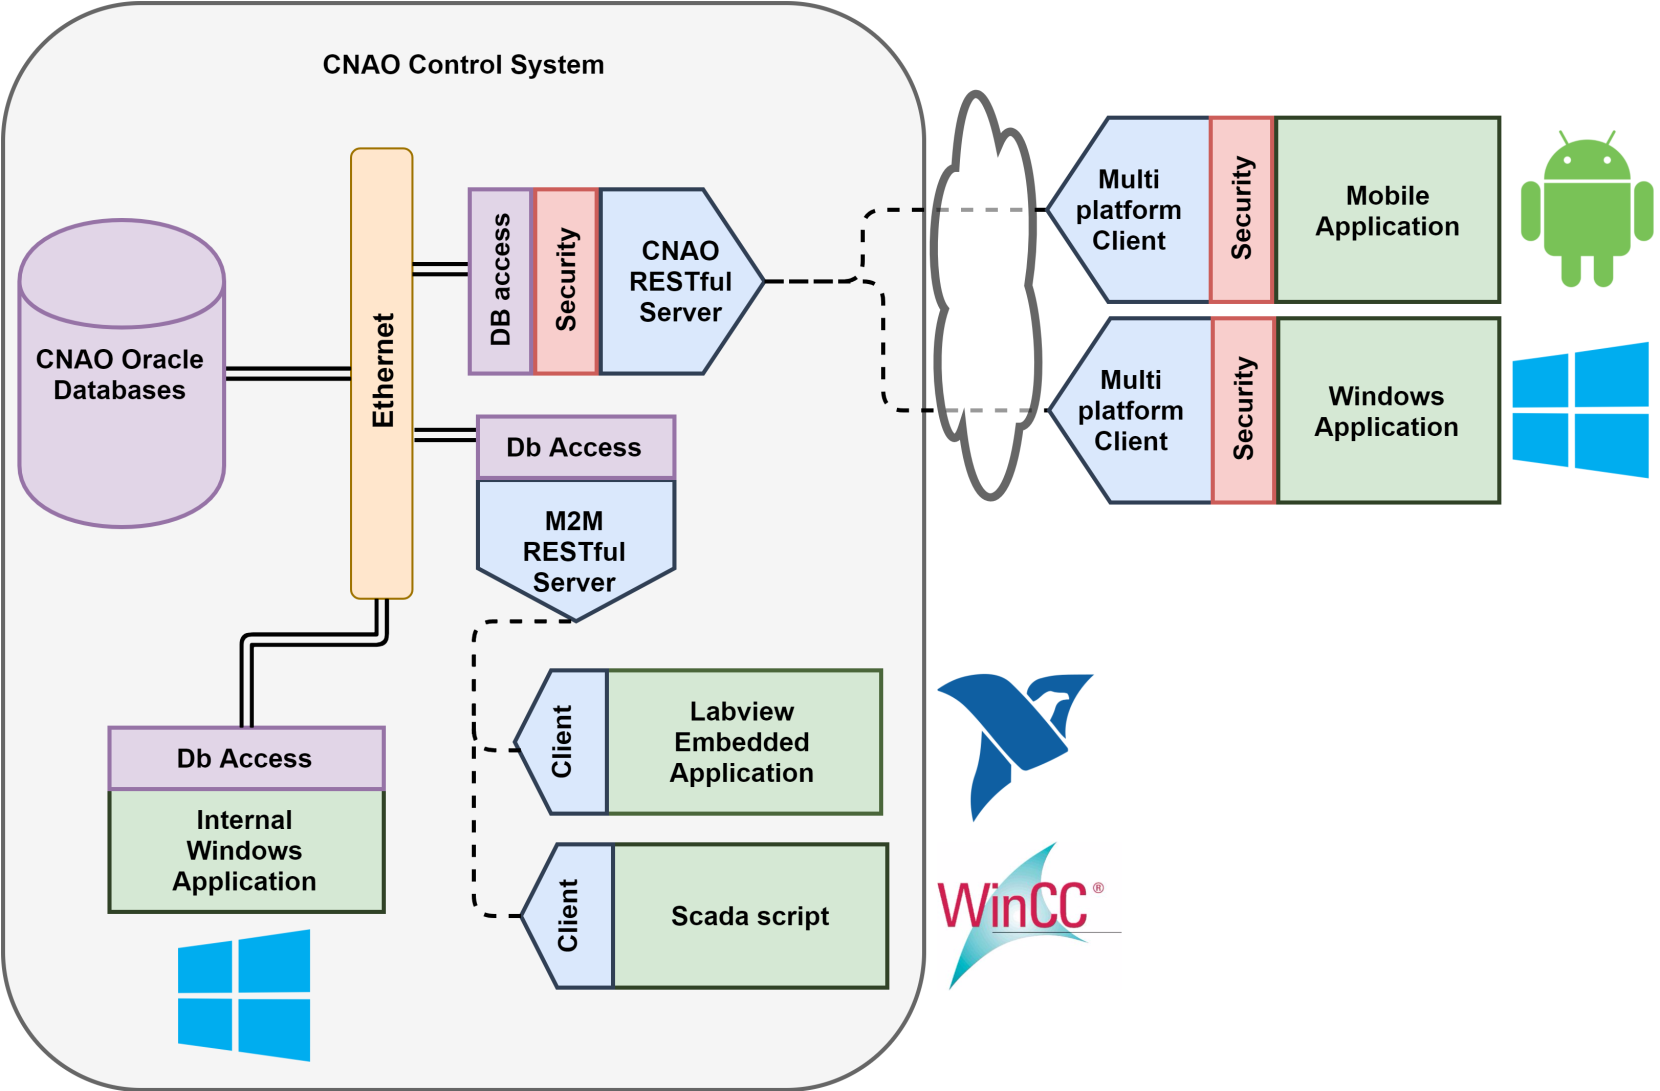 CNAO Control System
CNAO Oracle
Databases
Ethernet
DB access
Security
CNAO
RESTful
Server
Multi
platform
Client
Security
Mobile
Application
Multi
platform
Client
Security
Windows
Application
Db Access
M2M
RESTful
Server
Client
Labview
Embedded
Application
Client
Scada script
WinCC®
Db Access
Internal
Windows
Application